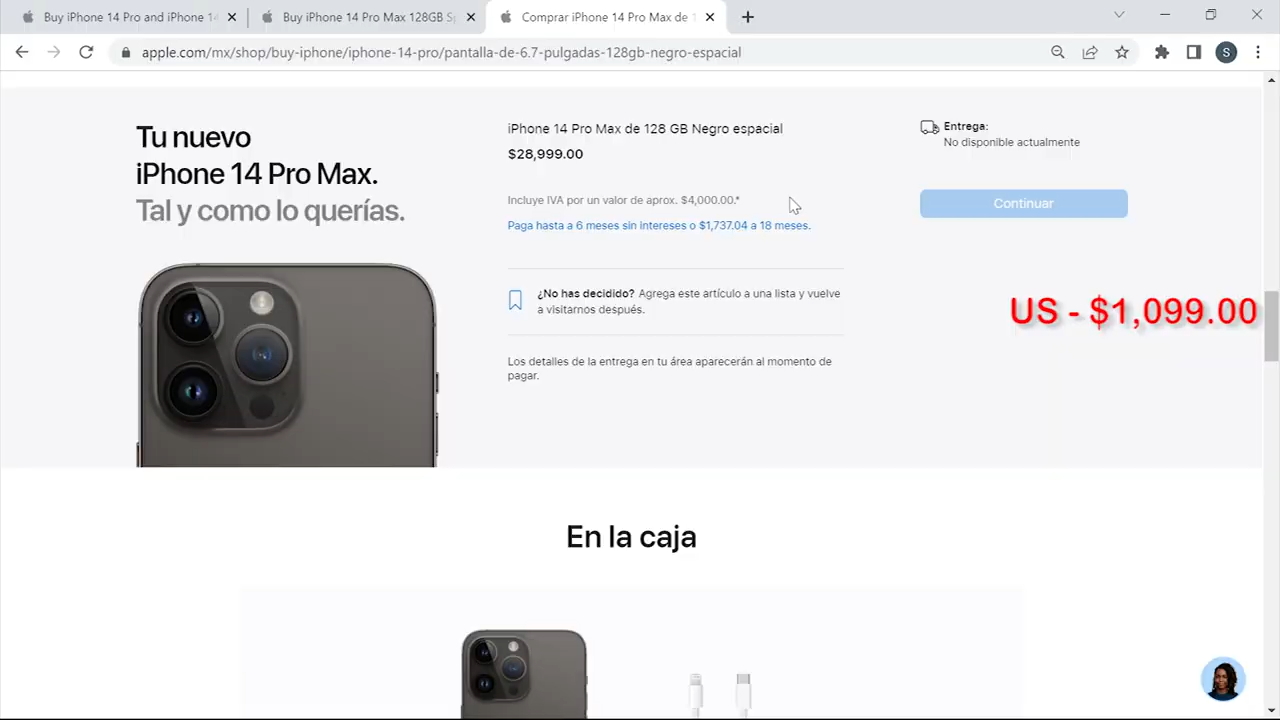 Buy iPhone 14 Pro and iPhone 14
Buy iPhone 14 Pro Max 128GB Sp
Comprar iPhone 14 Pro Max de 1
apple.com/mx/shop/buy-iphone/iphone-14-pro/pantalla-de-6.7-pulgadas-128gb-negro-espacial
S
Tu nuevo
iPhone 14 Pro Max.
Tal y como lo querías.
iPhone 14 Pro Max de 128 GB Negro espacial
$28,999.00
Incluye IVA por un valor de aprox. $4,000.00.*
Paga hasta a 6 meses sin intereses o $1,737.04 a 18 meses.
¿No has decidido? Agrega este artículo a una lista y vuelve
a visitarnos después.
Los detalles de la entrega en tu área aparecerán al momento de
pagar.
Entrega:
No disponible actualmente
Continuar
US - $1,099.00
En la caja